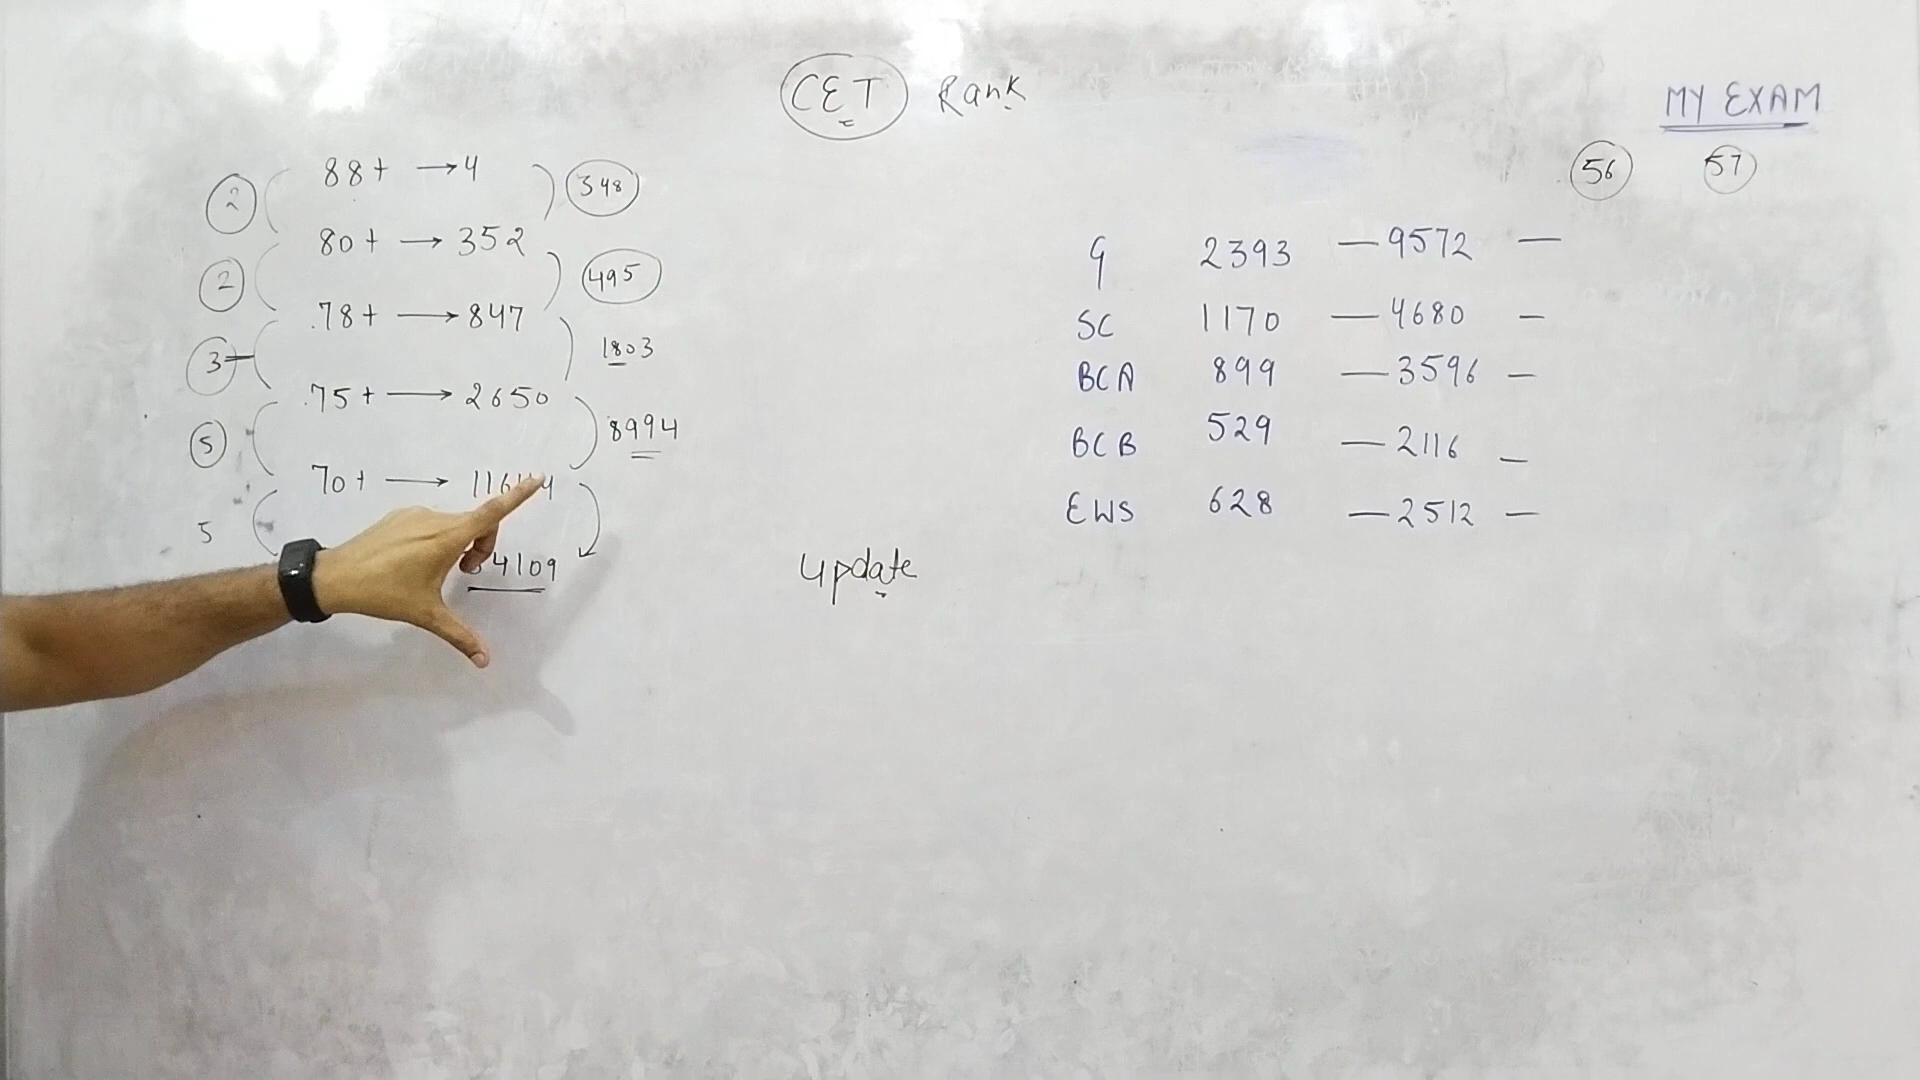 CET Rank
MY EXAM
56 57
2 88+ → 4 348
80+ → 352
2 495
.78+ → 847
3 1803
.75+ → 2650
5 8994
70+ → 11644
5
4109
G 2393 — 9572 —
SC 1170 — 4680 —
BCA 899 — 3596 —
BCB 529 — 2116 —
EWS 628 — 2512 —
Update